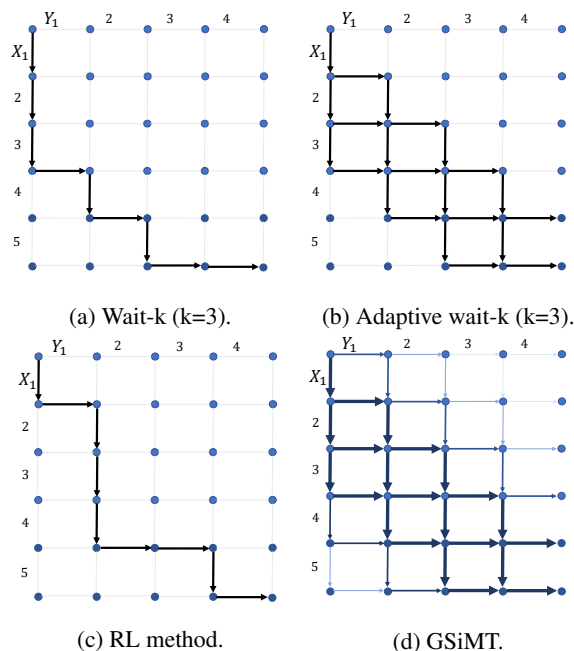 Y₁ 2 3 4
X₁
2
3
4
5
(a) Wait-k (k=3).
Y₁ 2 3 4
X₁
2
3
4
5
(b) Adaptive wait-k (k=3).
Y₁ 2 3 4
X₁
2
3
4
5
(c) RL method.
Y₁ 2 3 4
X₁
2
3
4
5
(d) GSiMT.